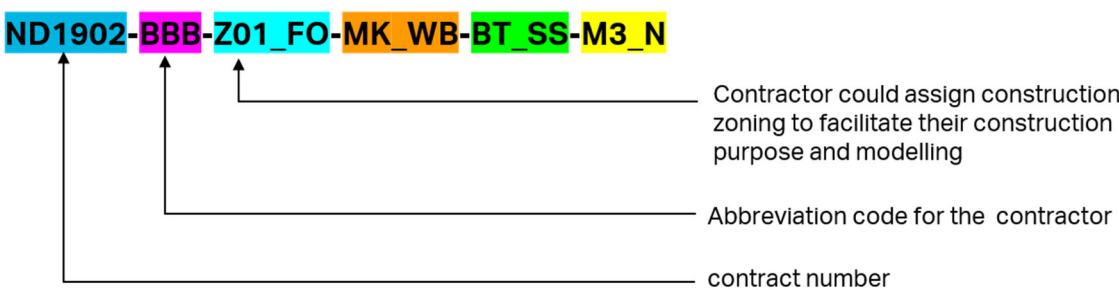 ND1902-BBB-Z01_FO-MK_WB-BT_SS-M3_N
Contractor could assign construction
zoning to facilitate their construction
purpose and modelling
Abbreviation code for the contractor
contract number